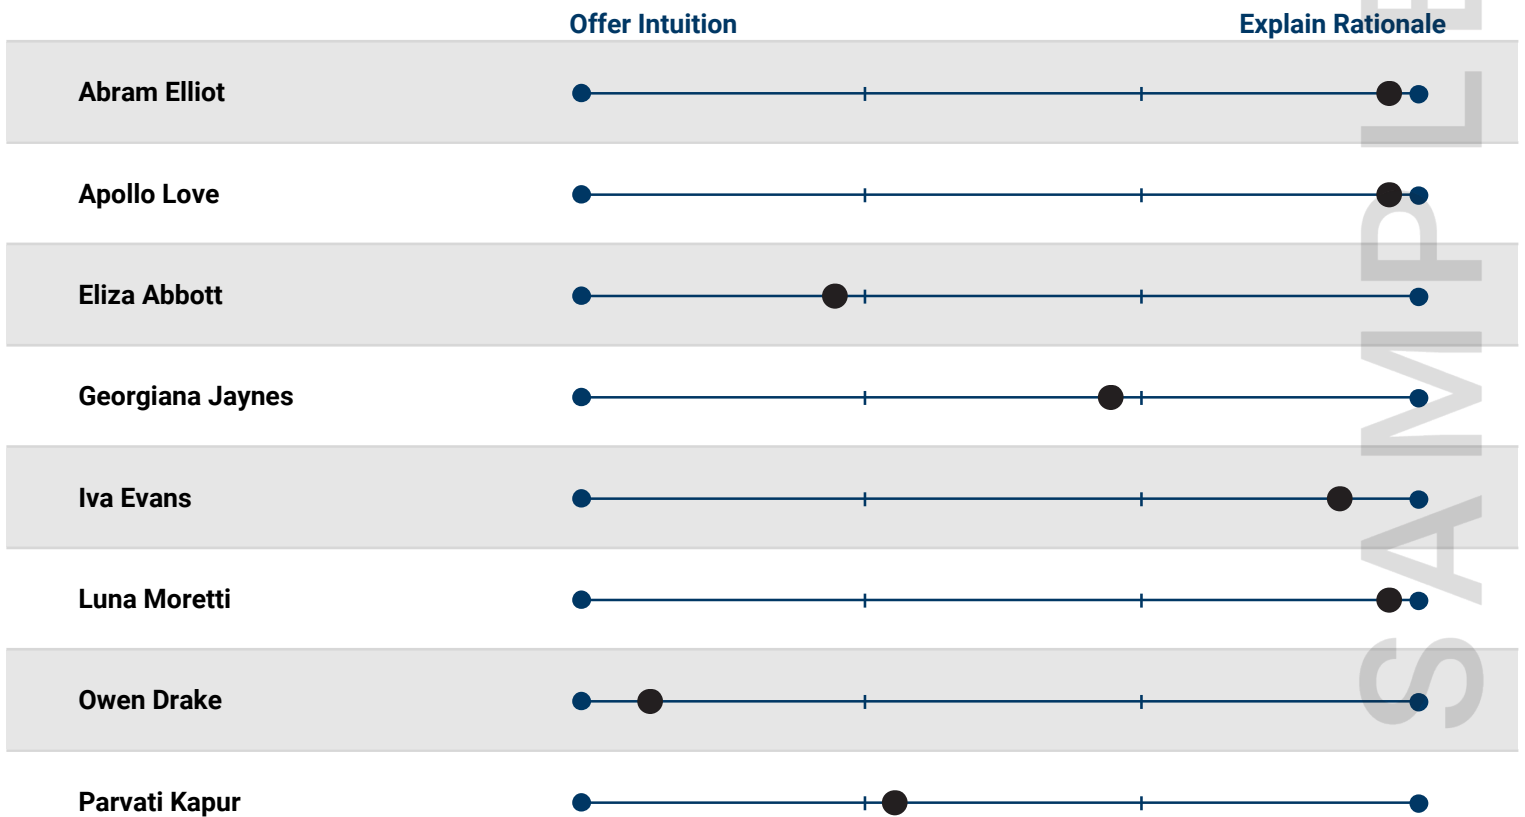 Offer Intuition Explain Rationale
Abram Elliot
Apollo Love
Eliza Abbott
Georgiana Jaynes
Iva Evans
Luna Moretti
Owen Drake
Parvati Kapur
SAMPLE